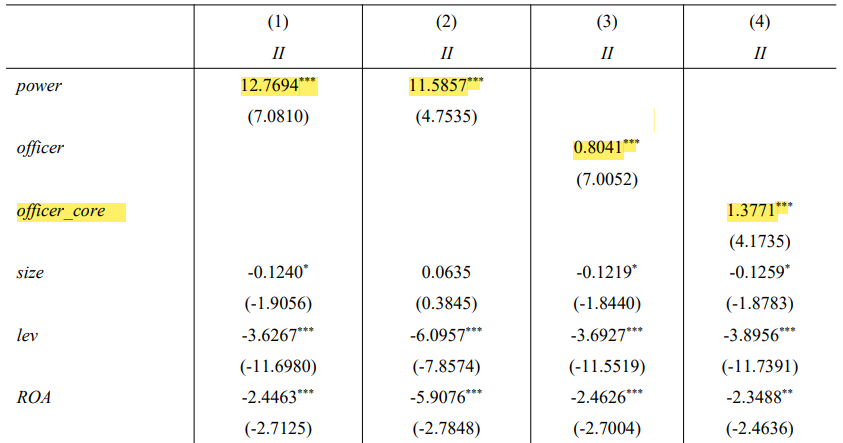 (1) (2) (3) (4)
II II II II
power 12.7694*** 11.5857***
(7.0810) (4.7535)
officer 0.8041***
(7.0052)
officer_core 1.3771***
(4.1735)
size -0.1240* 0.0635 -0.1219* -0.1259*
(-1.9056) (0.3845) (-1.8440) (-1.8783)
lev -3.6267*** -6.0957*** -3.6927*** -3.8956***
(-11.6980) (-7.8574) (-11.5519) (-11.7391)
ROA -2.4463*** -5.9076*** -2.4626*** -2.3488**
(-2.7125) (-2.7848) (-2.7004) (-2.4636)